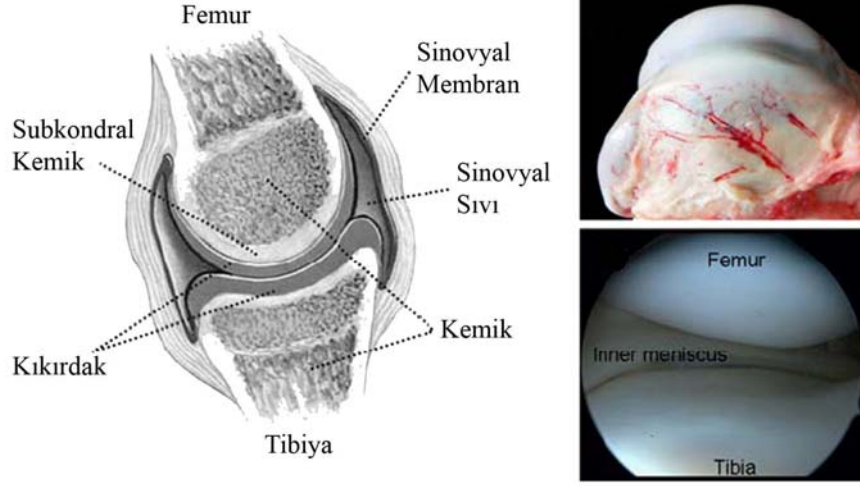 Femur
Sinovyal
Membran
Subkondral
Kemik
Sinovyal
Sıvı
Kemik
Kıkırdak
Tibiya
Femur
Inner meniscus
Tibia